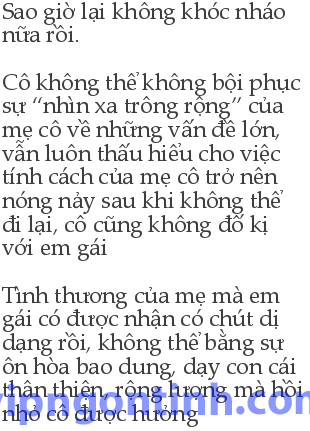 Sao giờ lại không khóc nháo
nữa rồi.
Cô không thể không bội phục
sự “nhìn xa trông rộng” của
mẹ cô về những vấn đề lớn,
vẫn luôn thấu hiểu cho việc
tính cách của mẹ cô trở nên
nóng nảy sau khi không thể
đi lại, cô cũng không đố kị
với em gái
Tình thương của mẹ mà em
gái có được nhận có chút dị
dạng rồi, không thể bằng sự
ôn hòa bao dung, dạy con cái
thân thiện, rộng lượng mà hồi
nhỏ cô được hưởng
vipngontinh.com